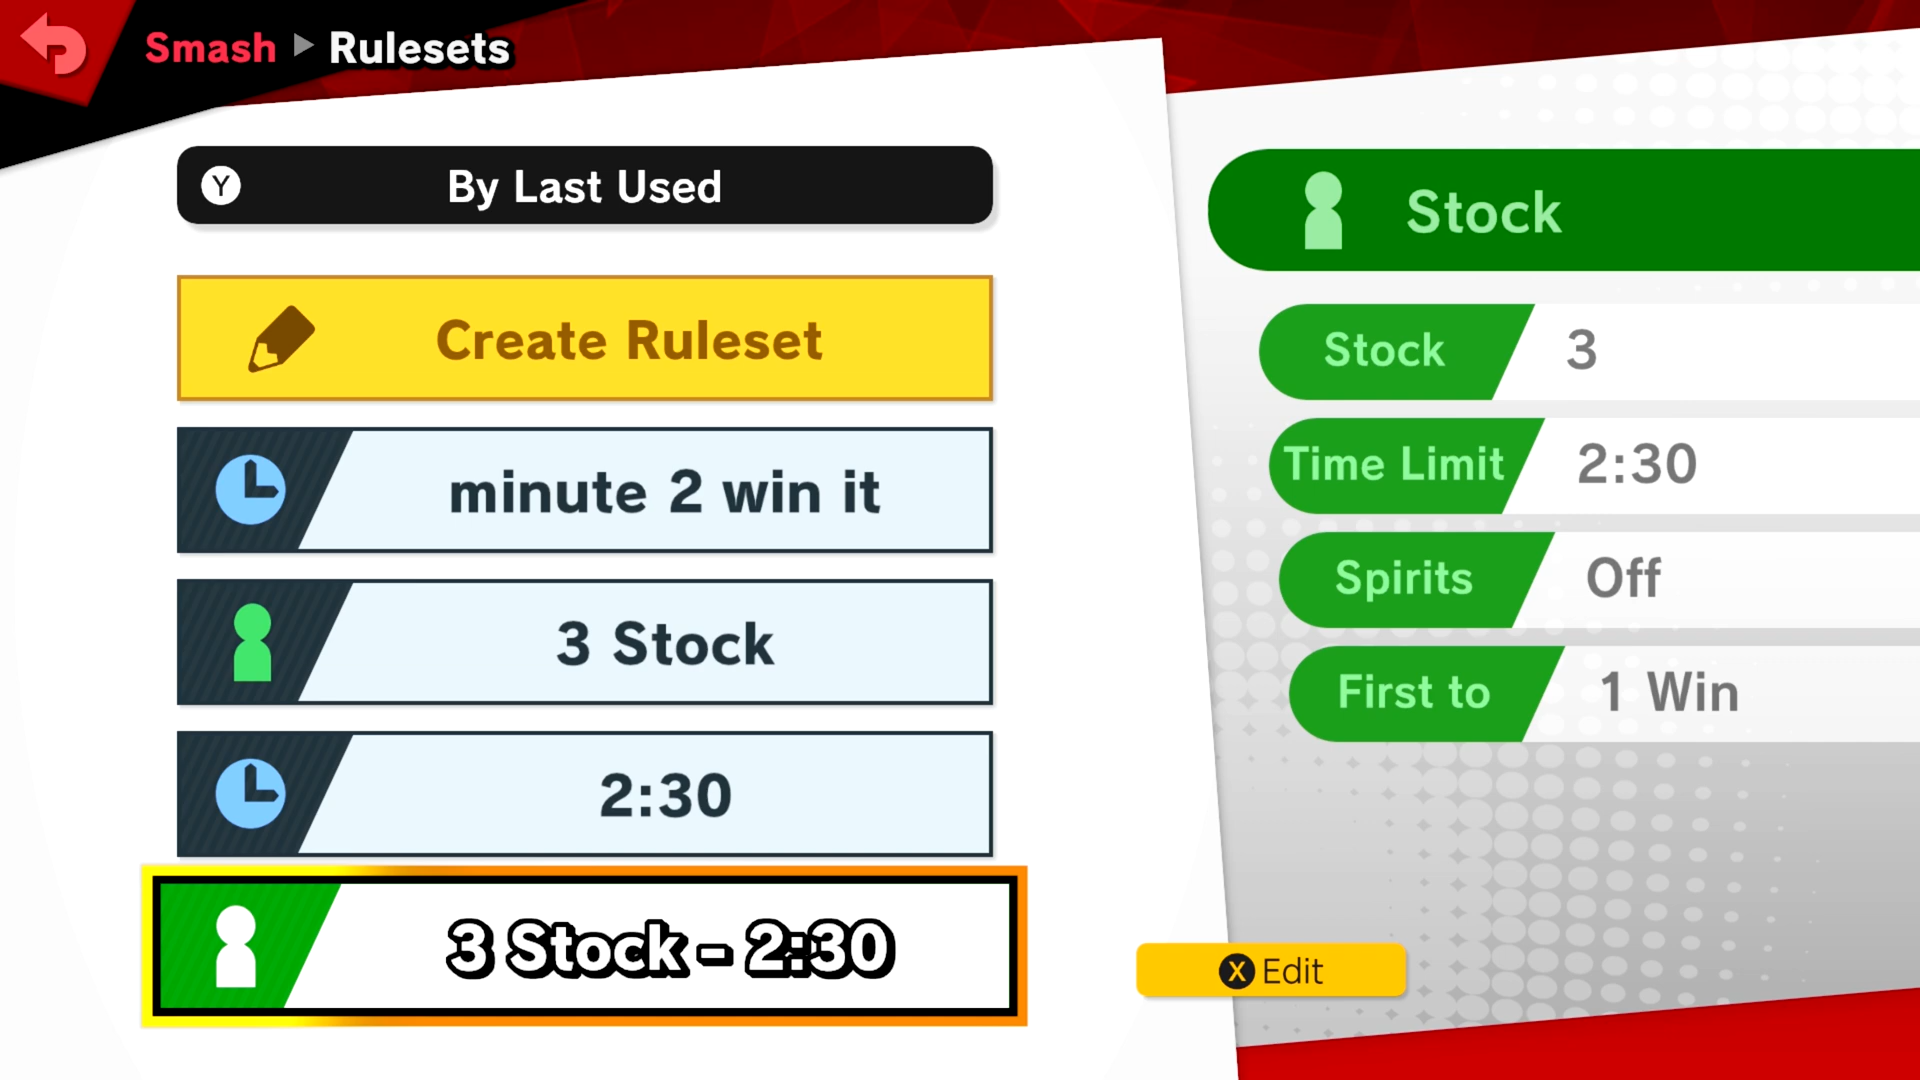 Smash ▶ Rulesets
Y By Last Used
Create Ruleset
minute 2 win it
3 Stock
2:30
3 Stock - 2:30
Stock
Stock 3
Time Limit 2:30
Spirits Off
First to 1 Win
X Edit